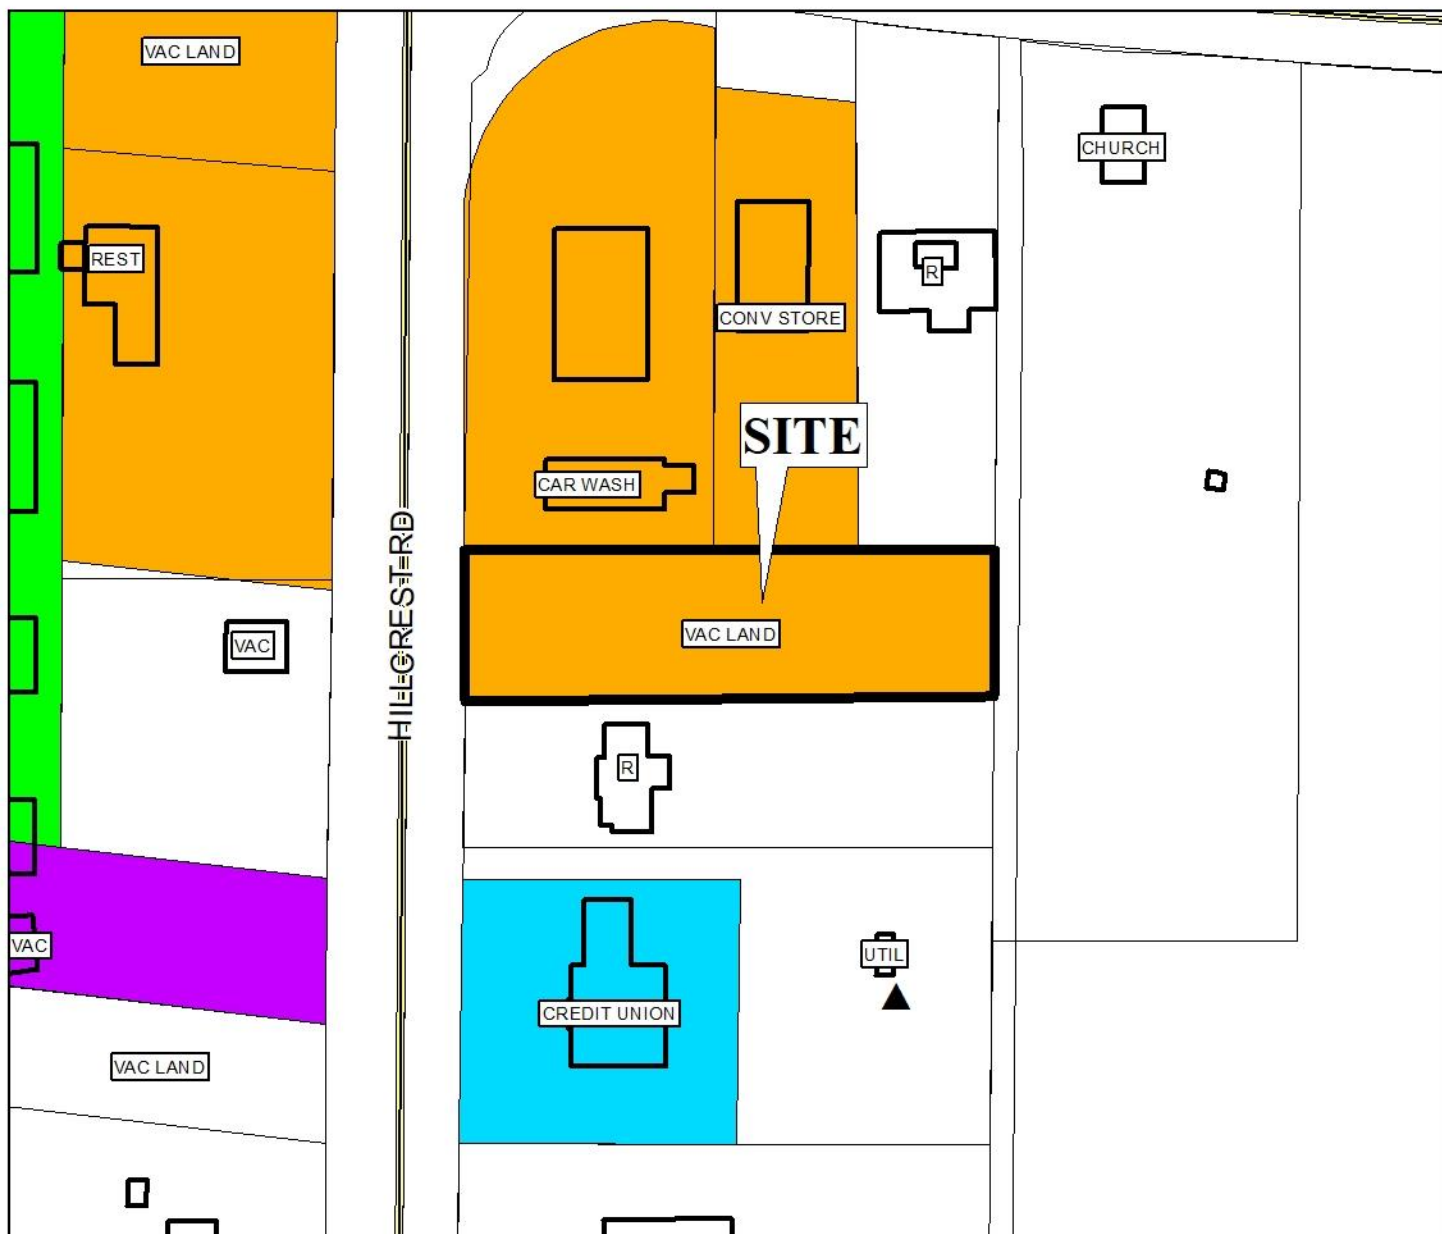 VAC LAND
CHURCH
REST
R
CONV STORE
SITE
CAR WASH
HILLCREST RD
VAC LAND
VAC
R
VAC
UTIL
CREDIT UNION
VAC LAND